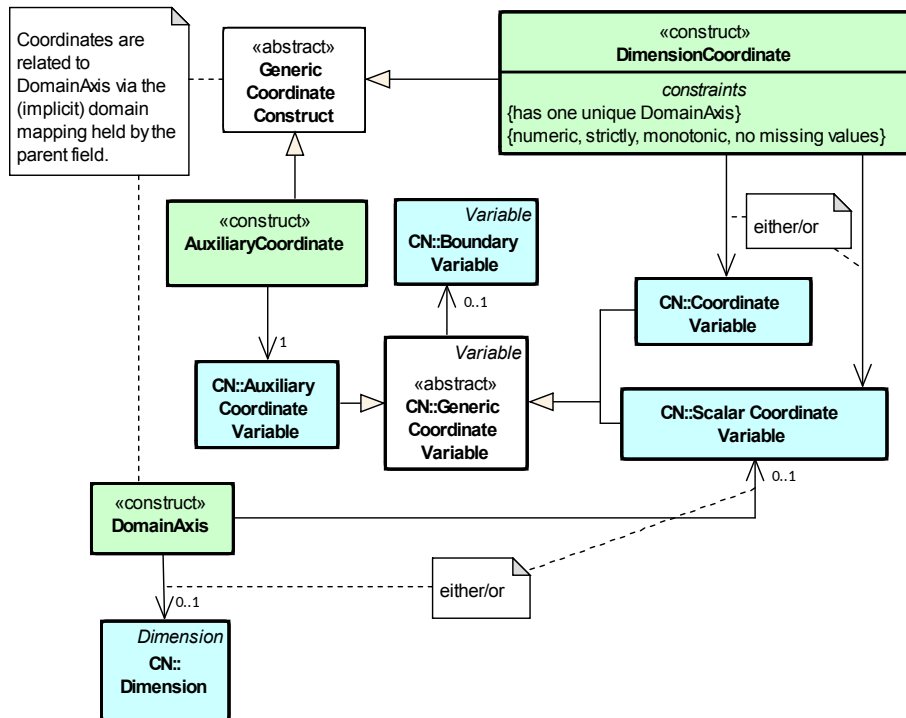 Coordinates are
related to
DomainAxis via the
(implicit) domain
mapping held by the
parent field.
«abstract»
Generic
Coordinate
Construct
«construct»
DimensionCoordinate
constraints
{has one unique DomainAxis}
{numeric, strictly, monotonic, no missing values}
«construct»
AuxiliaryCoordinate
Variable
CN::Boundary
Variable
either/or
0..1
1
CN::Coordinate
Variable
CN::Auxiliary
Coordinate
Variable
Variable
«abstract»
CN::Generic
Coordinate
Variable
CN::Scalar Coordinate
Variable
0..1
«construct»
DomainAxis
either/or
0..1
Dimension
CN::
Dimension